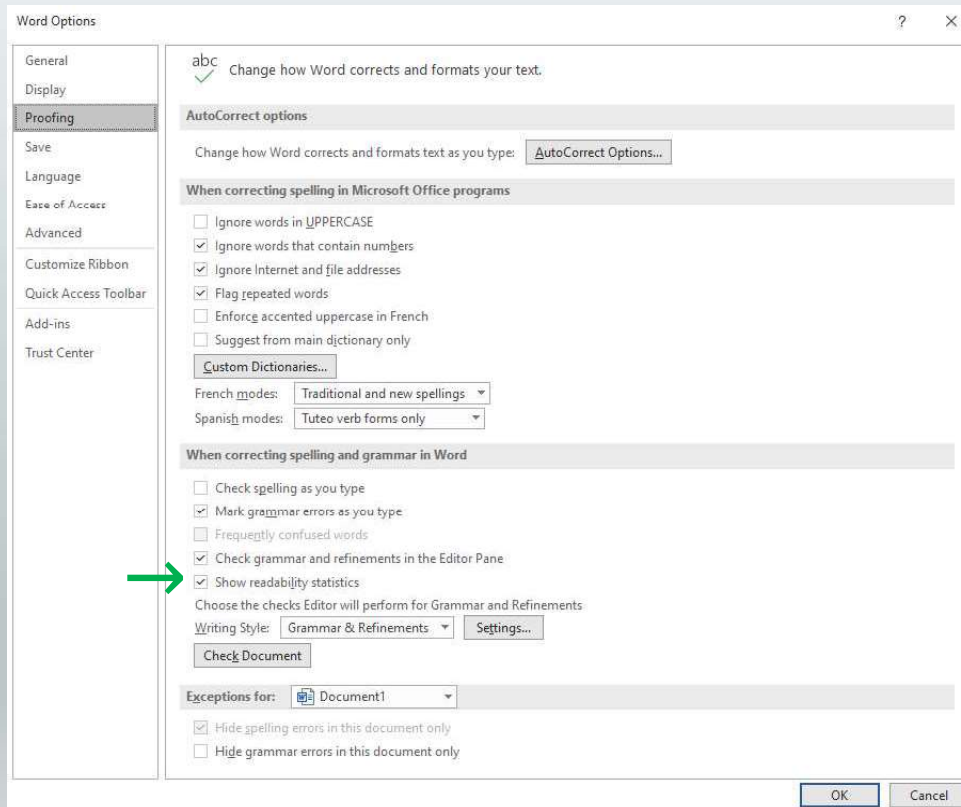 Word Options
?
General
Display
Proofing
Save
Language
Ease of Access
Advanced
Customize Ribbon
Quick Access Toolbar
Add-ins
Trust Center
abc
Change how Word corrects and formats your text.
AutoCorrect options
Change how Word corrects and formats text as you type: AutoCorrect Options...
When correcting spelling in Microsoft Office programs
Ignore words in UPPERCASE
Ignore words that contain numbers
Ignore Internet and file addresses
Flag repeated words
Enforce accented uppercase in French
Suggest from main dictionary only
Custom Dictionaries...
French modes: Traditional and new spellings
Spanish modes: Tuteo verb forms only
When correcting spelling and grammar in Word
Check spelling as you type
Mark grammar errors as you type
Frequently confused words
Check grammar and refinements in the Editor Pane
Show readability statistics
Choose the checks Editor will perform for Grammar and Refinements
Writing Style: Grammar & Refinements Settings...
Check Document
Exceptions for: Document1
Hide spelling errors in this document only
Hide grammar errors in this document only
OK Cancel